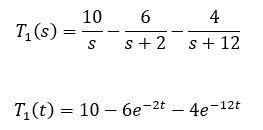 T₁(s) = 10/s − 6/(s + 2) − 4/(s + 12)
T₁(t) = 10 − 6e⁻²ᵗ − 4e⁻¹²ᵗ